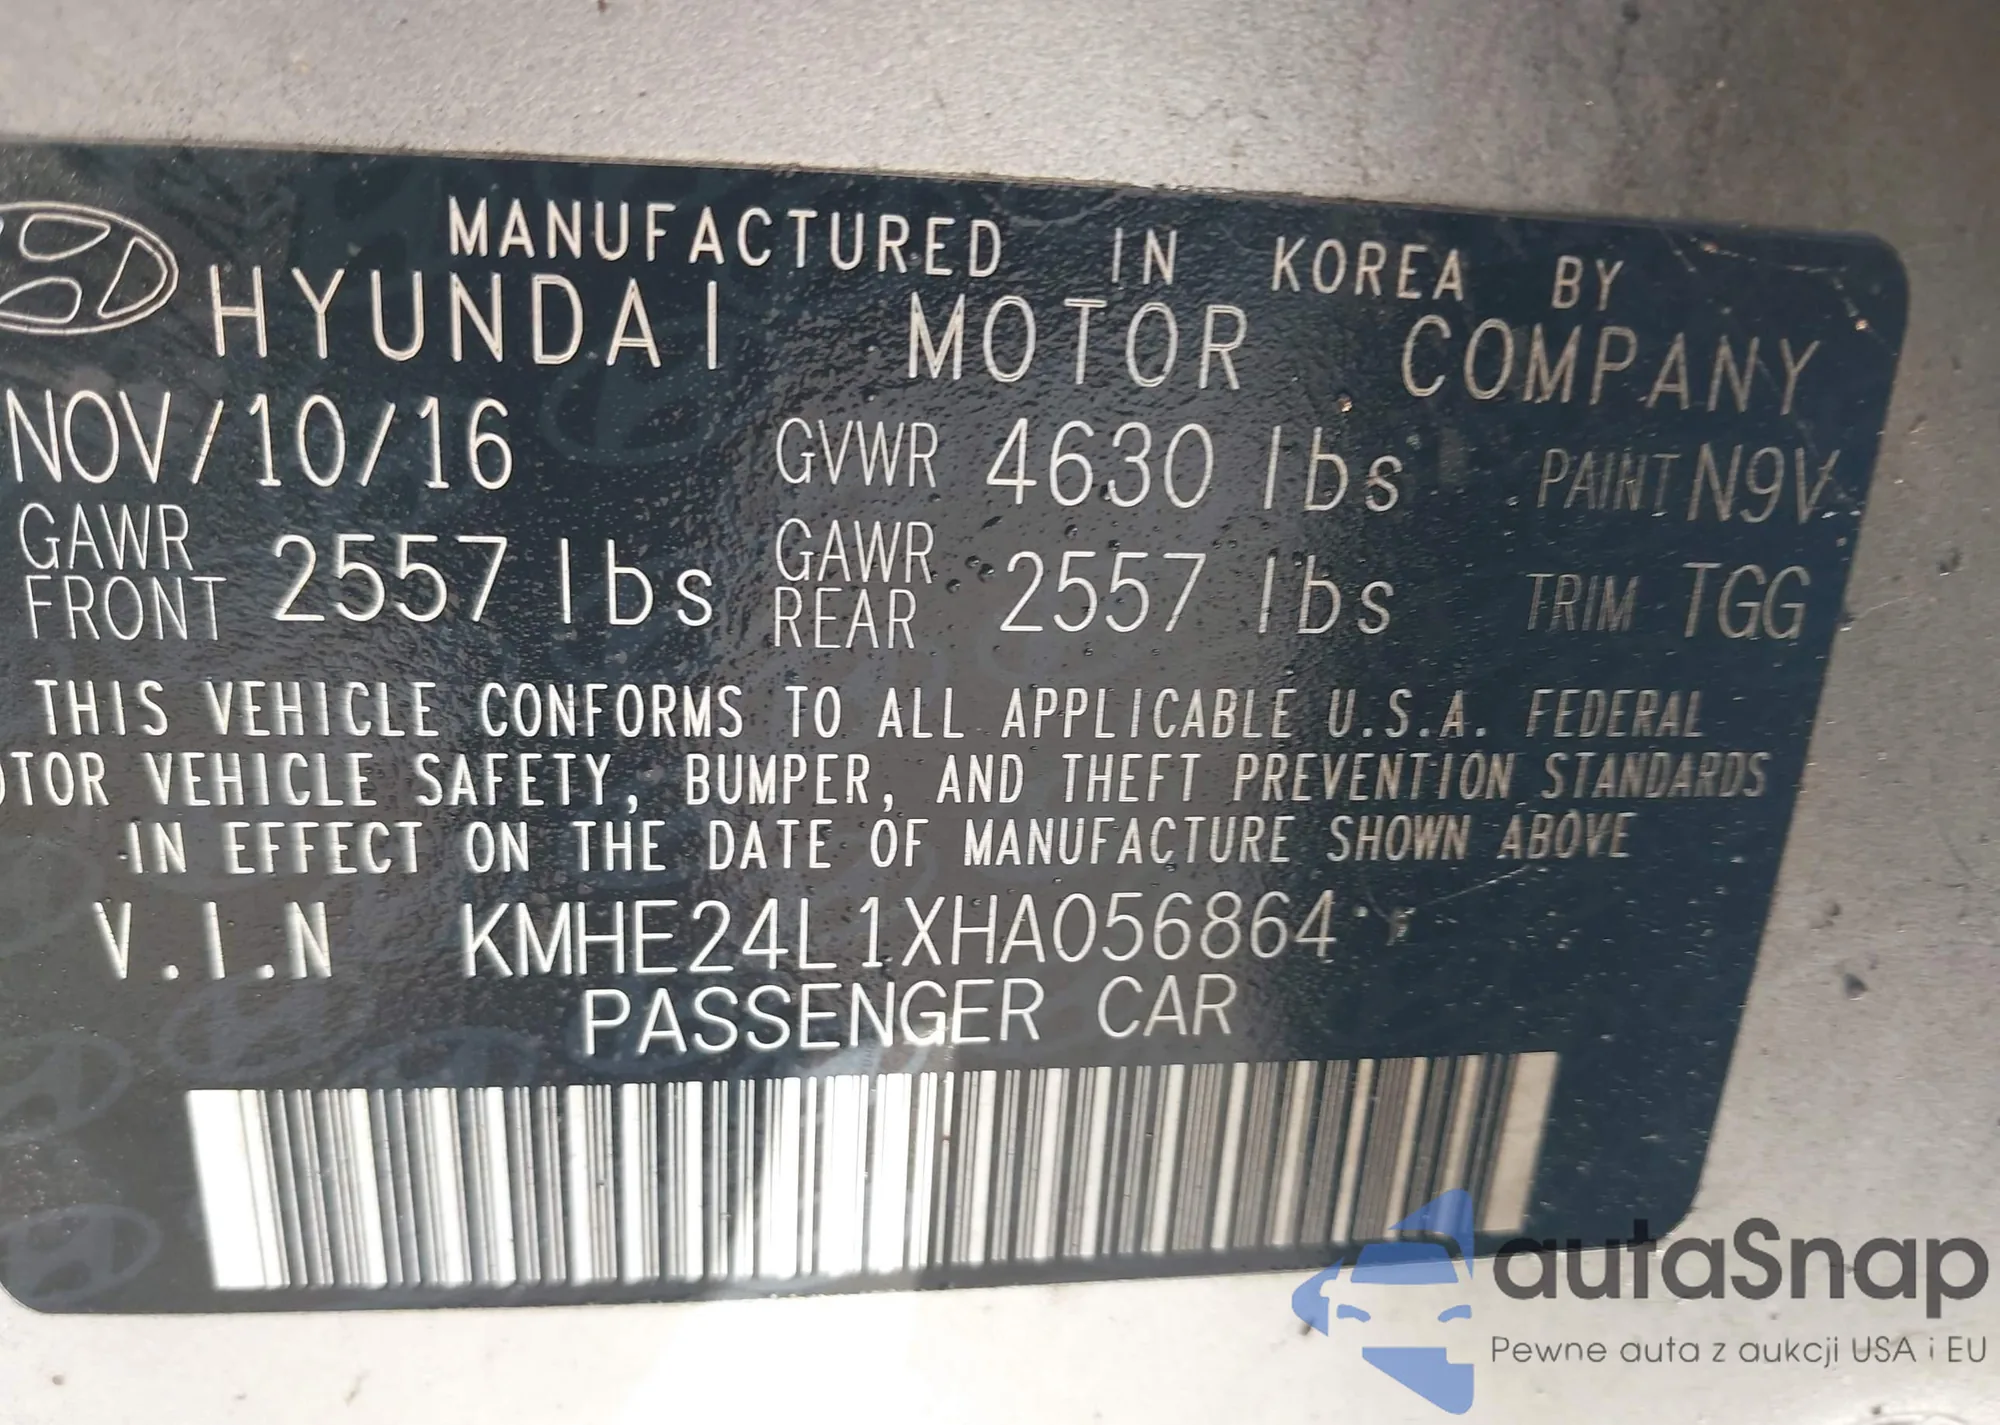 MANUFACTURED IN KOREA BY
HYUNDAI MOTOR COMPANY
NOV/10/16 GVWR 4630 lbs PAINT N9V
GAWR FRONT 2557 lbs GAWR REAR 2557 lbs TRIM TGG
THIS VEHICLE CONFORMS TO ALL APPLICABLE U.S.A. FEDERAL
OTOR VEHICLE SAFETY, BUMPER, AND THEFT PREVENTION STANDARDS
IN EFFECT ON THE DATE OF MANUFACTURE SHOWN ABOVE
V.I.N KMHE24L1XHA056864
PASSENGER CAR
autaSnap
Pewne auta z aukcji USA i EU